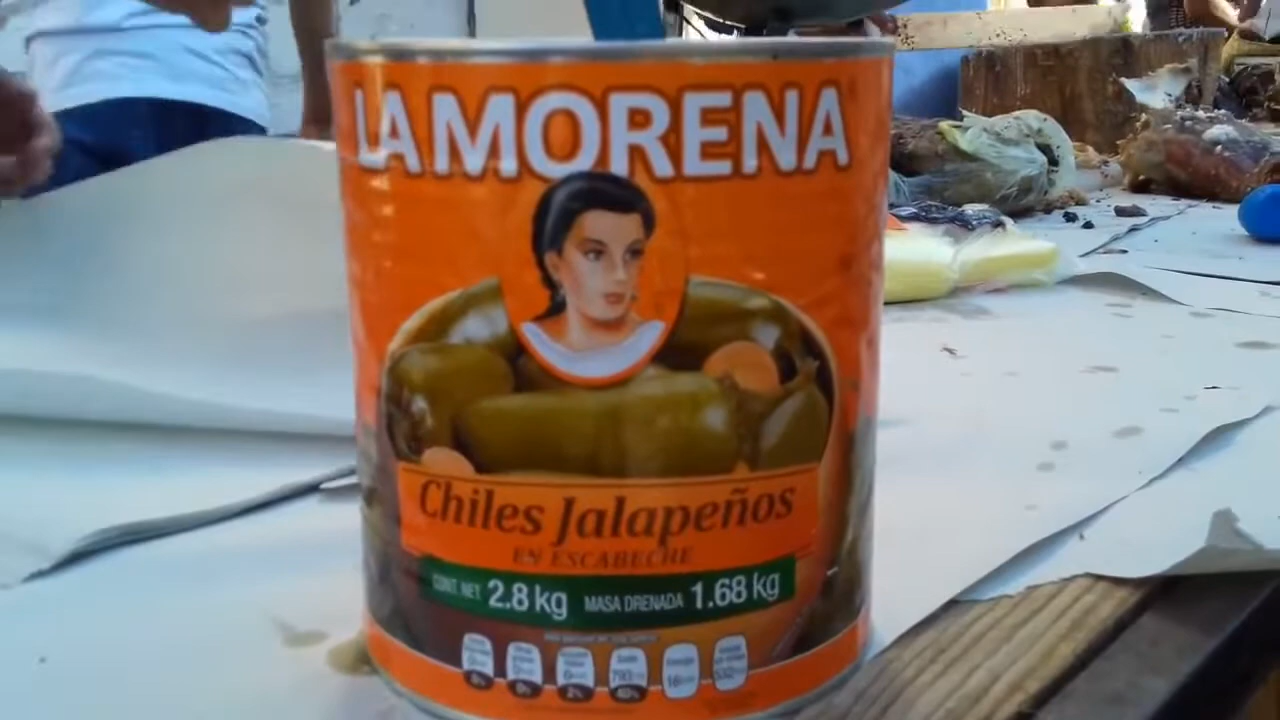 LA MORENA
Chiles Jalapeños
EN ESCABECHE
CONT. NET. 2.8 kg MASA DRENADA 1.68 kg